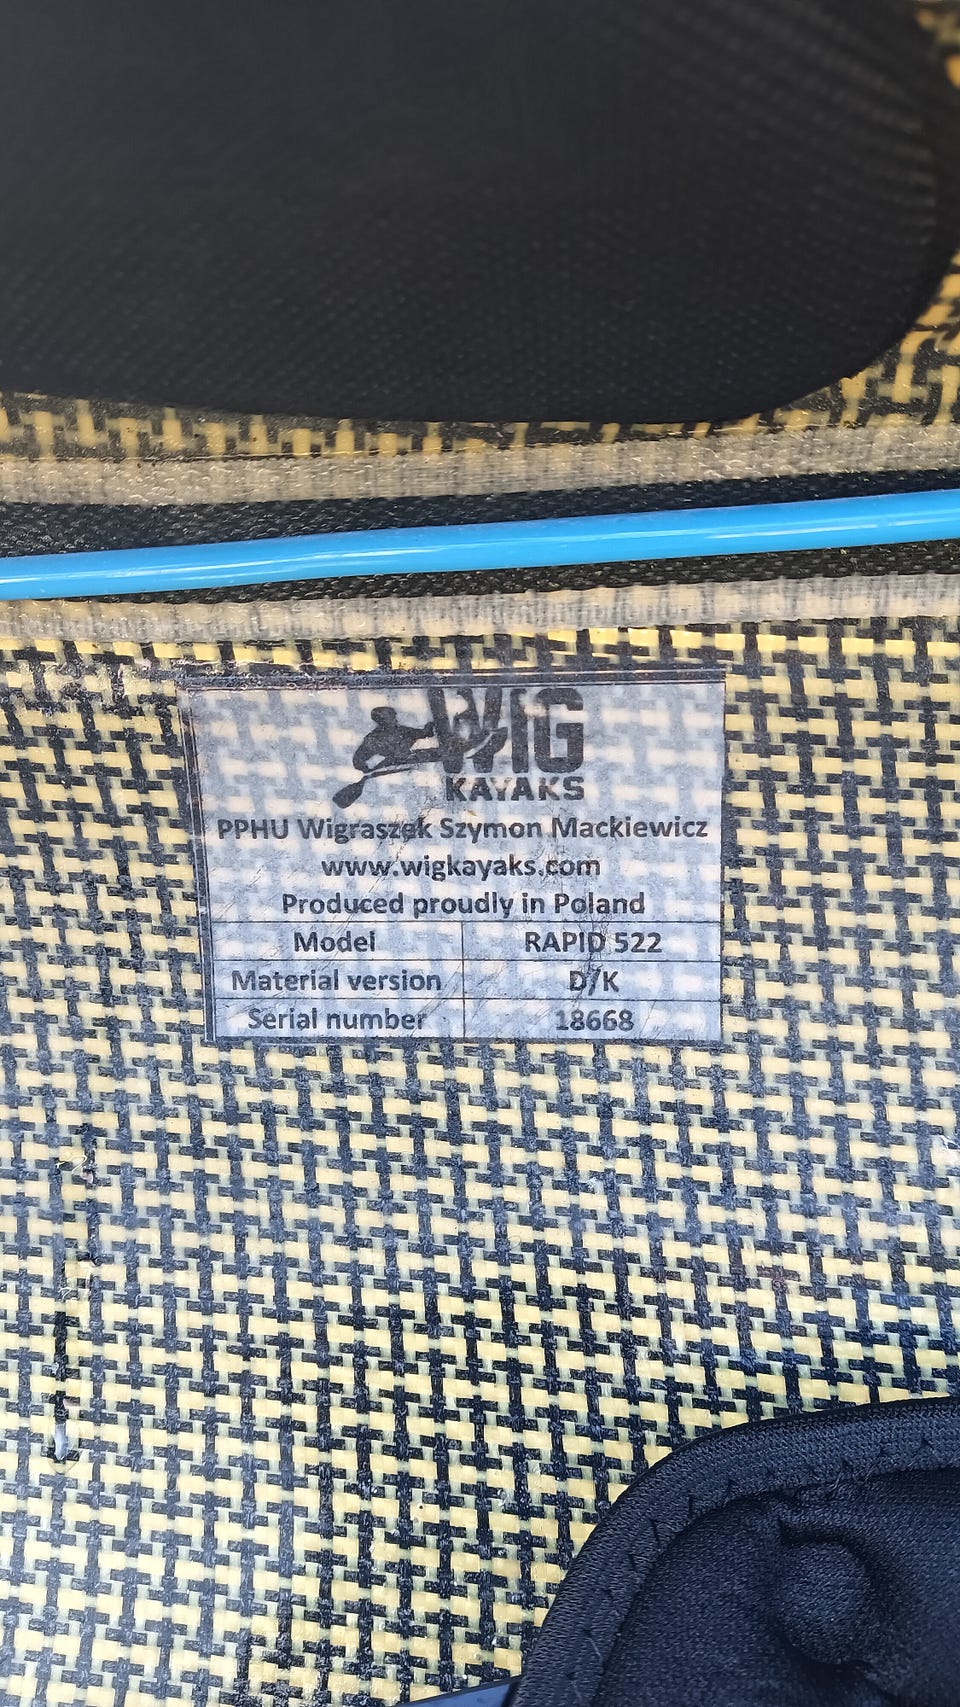 WIG
KAYAKS
PPHU Wigraszek Szymon Mackiewicz
www.wigkayaks.com
Produced proudly in Poland
Model RAPID 522
Material version D/K
Serial number 18668